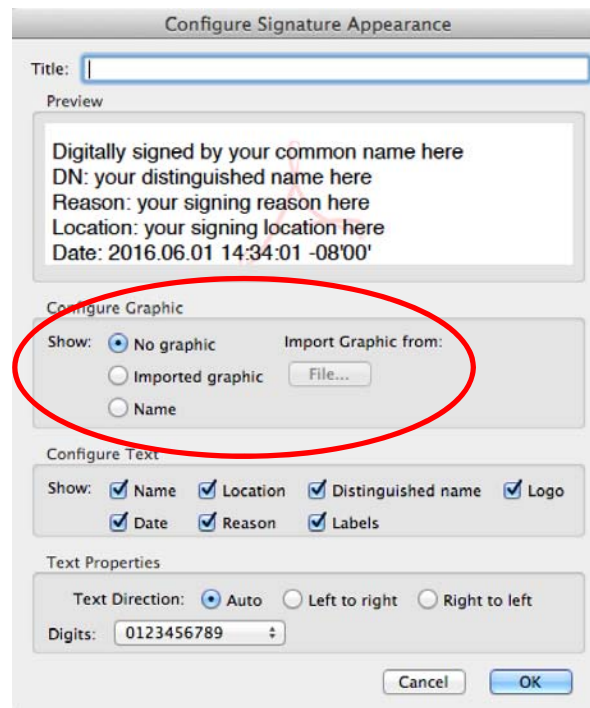 Configure Signature Appearance
Title:
Preview
Digitally signed by your common name here
DN: your distinguished name here
Reason: your signing reason here
Location: your signing location here
Date: 2016.06.01 14:34:01 -08'00'
Configure Graphic
Show: No graphic Import Graphic from:
Imported graphic File...
Name
Configure Text
Show: Name Location Distinguished name Logo
Date Reason Labels
Text Properties
Text Direction: Auto Left to right Right to left
Digits: 0123456789
Cancel OK